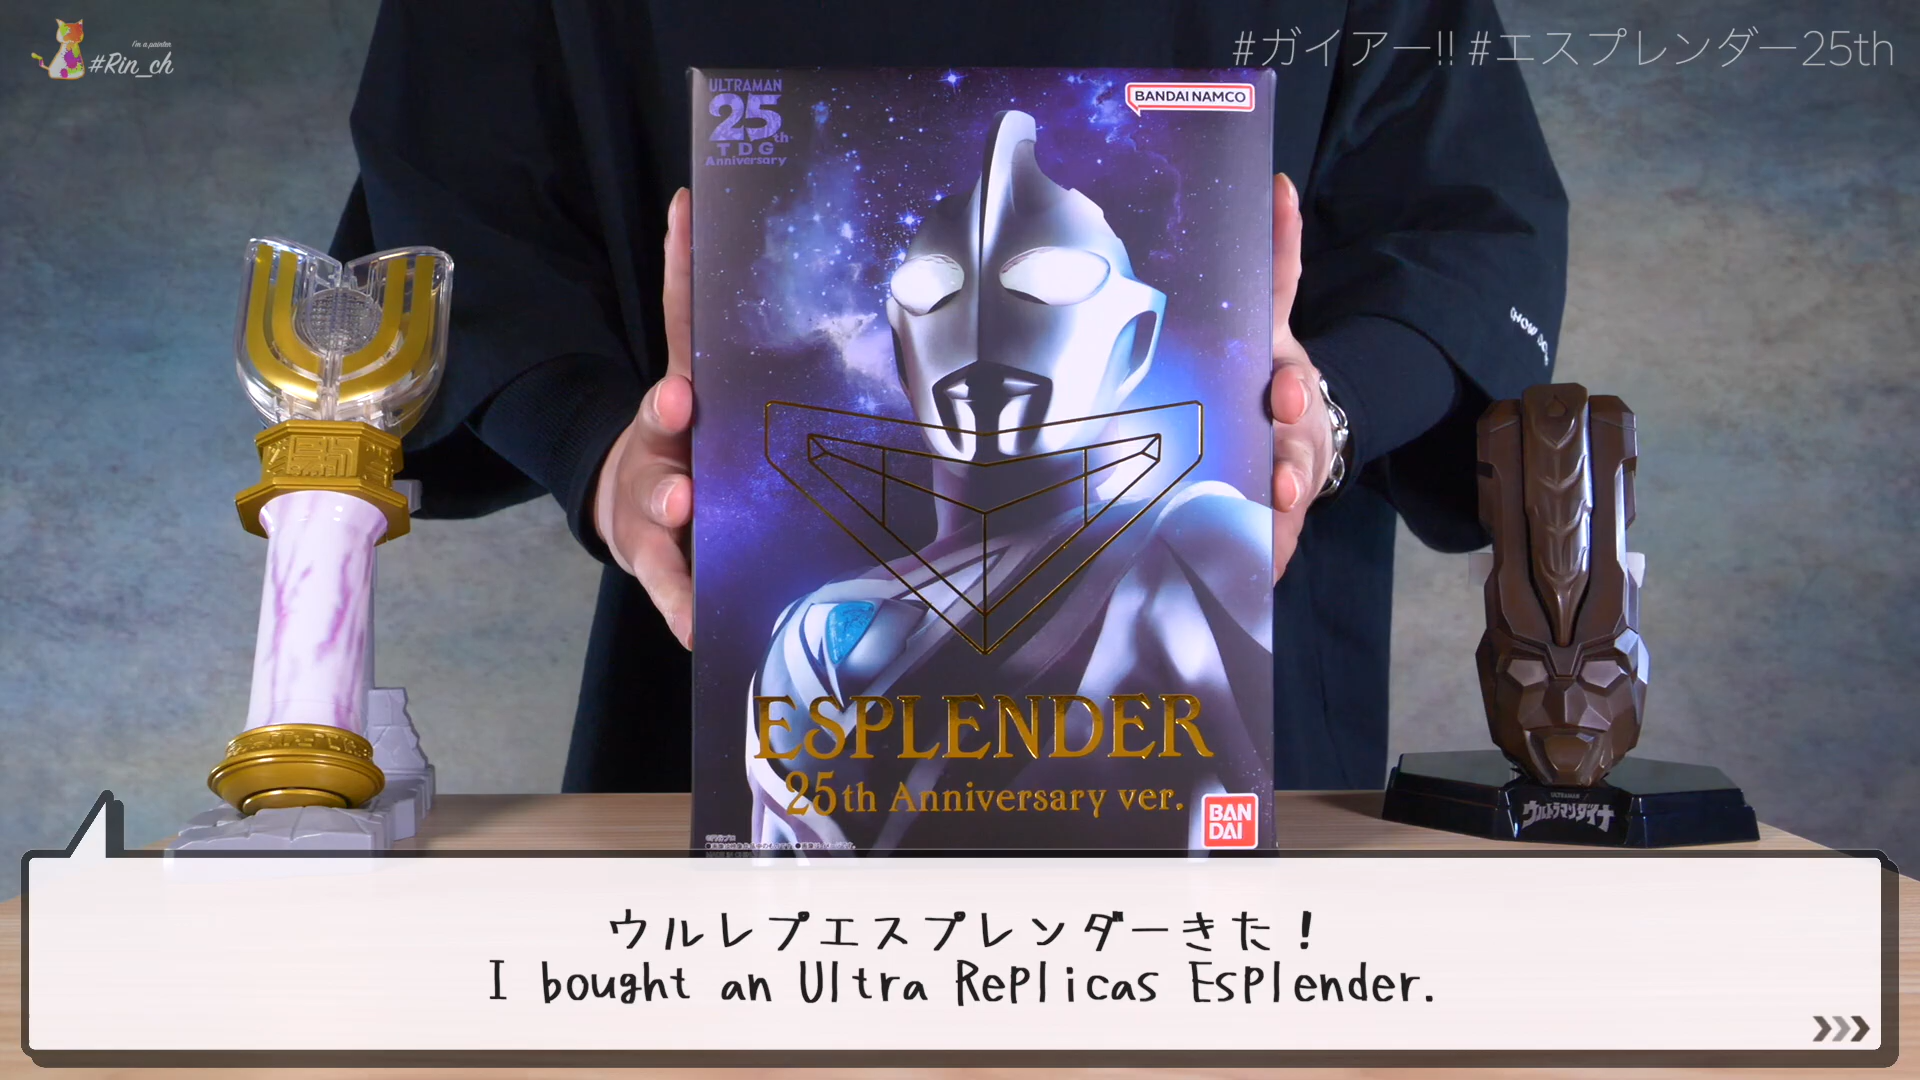 I'm a painter
#Rin_ch
#ガイアー!! #エスプレンダー25th
ULTRAMAN
25th
TDG
Anniversary
BANDAI NAMCO
ESPLENDER
25th Anniversary ver.
BAN
DAI
ULTRAMAN
ウルトラマンダイナ
ウルレプエスプレンダーきた！
I bought an Ultra Replicas Esplender.